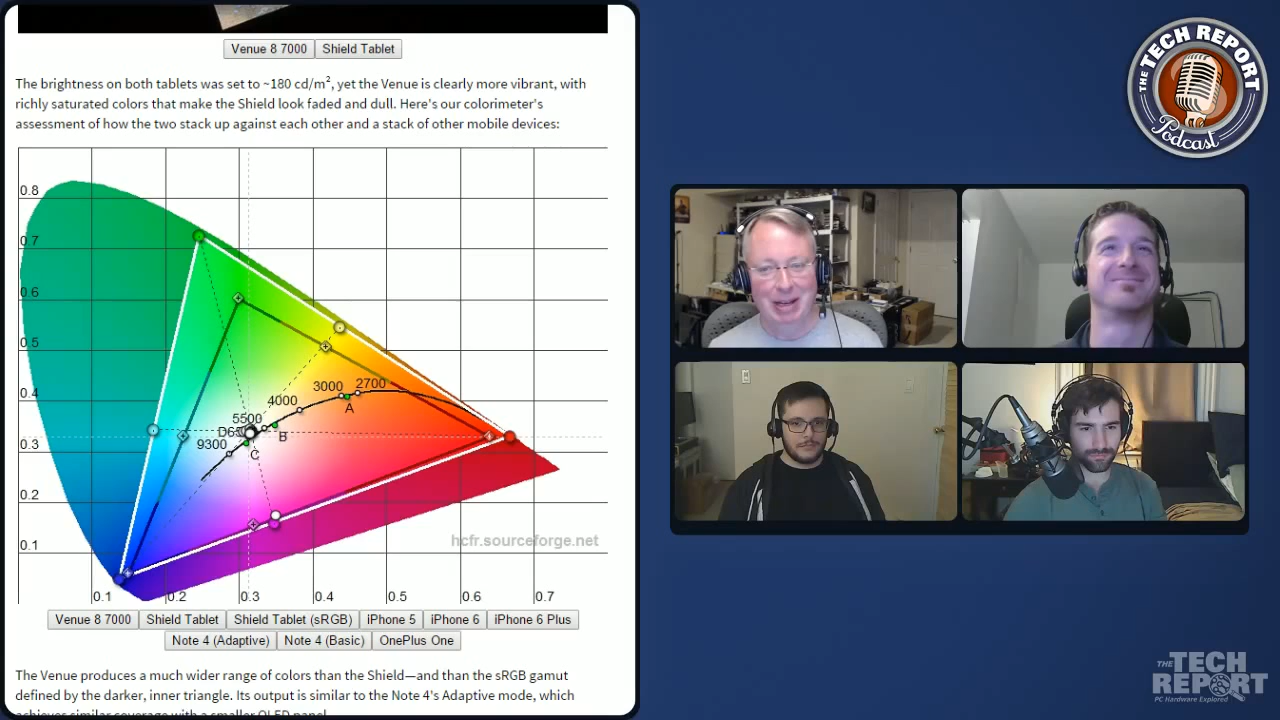 Venue 8 7000 Shield Tablet
The brightness on both tablets was set to ~180 cd/m², yet the Venue is clearly more vibrant, with
richly saturated colors that make the Shield look faded and dull. Here's our colorimeter's
assessment of how the two stack up against each other and a stack of other mobile devices:
0.8
0.7
0.6
0.5
0.4
0.3
0.2
0.1
3000 2700
4000 A
5500
D65 B
9300 C
hcfr.sourceforge.net
0.1 0.2 0.3 0.4 0.5 0.6 0.7
Venue 8 7000 Shield Tablet Shield Tablet (sRGB) iPhone 5 iPhone 6 iPhone 6 Plus
Note 4 (Adaptive) Note 4 (Basic) OnePlus One
The Venue produces a much wider range of colors than the Shield—and than the sRGB gamut
defined by the darker, inner triangle. Its output is similar to the Note 4's Adaptive mode, which
achieves similar coverage with a smaller OLED panel.
THE TECH REPORT
Podcast
THE TECH
REPORT
PC Hardware Explored